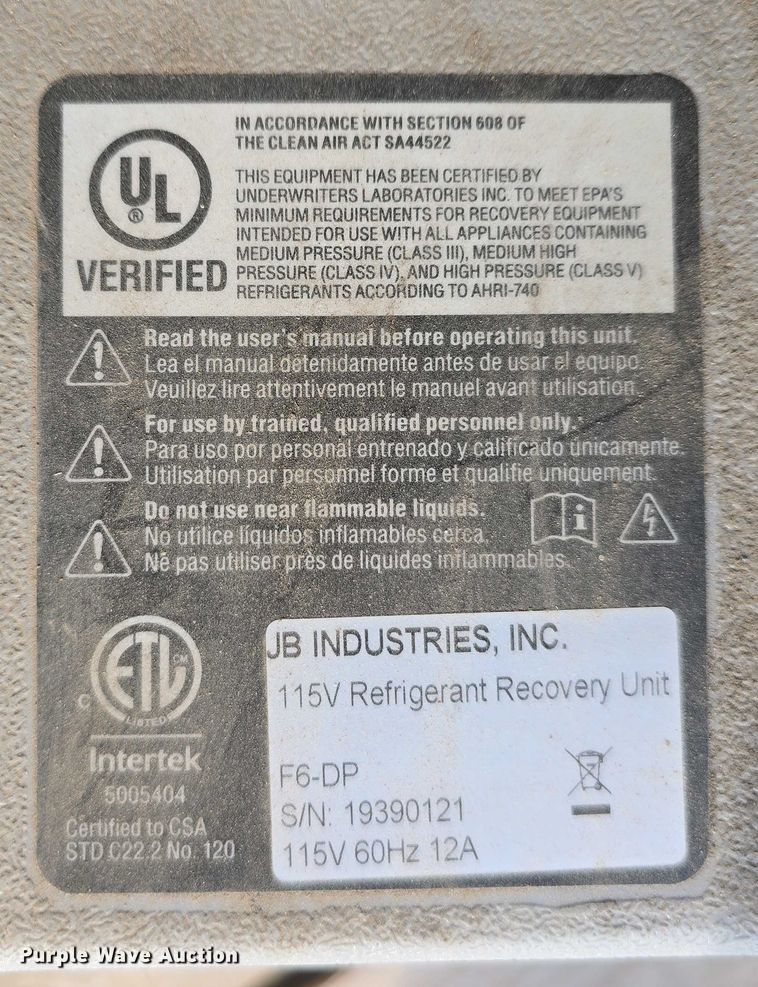 UL
®
VERIFIED
IN ACCORDANCE WITH SECTION 608 OF
THE CLEAN AIR ACT SA44522
THIS EQUIPMENT HAS BEEN CERTIFIED BY
UNDERWRITERS LABORATORIES INC. TO MEET EPA'S
MINIMUM REQUIREMENTS FOR RECOVERY EQUIPMENT
INTENDED FOR USE WITH ALL APPLIANCES CONTAINING
MEDIUM PRESSURE (CLASS III), MEDIUM HIGH
PRESSURE (CLASS IV), AND HIGH PRESSURE (CLASS V)
REFRIGERANTS ACCORDING TO AHRI-740
Read the user's manual before operating this unit.
Lea el manual detenidamente antes de usar el equipo.
Veuillez lire attentivement le manuel avant utilisation.
For use by trained, qualified personnel only.
Para uso por personal entrenado y calificado únicamente.
Utilisation par personnel forme et qualifie uniquement.
Do not use near flammable liquids.
No utilice líquidos inflamables cerca.
Ne pas utiliser près de liquides inflammables.
ETL CM
LISTED
C
Intertek
5005404
Certified to CSA
STD C22.2 No. 120
JB INDUSTRIES, INC.
115V Refrigerant Recovery Unit
F6-DP
S/N: 19390121
115V 60Hz 12A
Purple Wave Auction